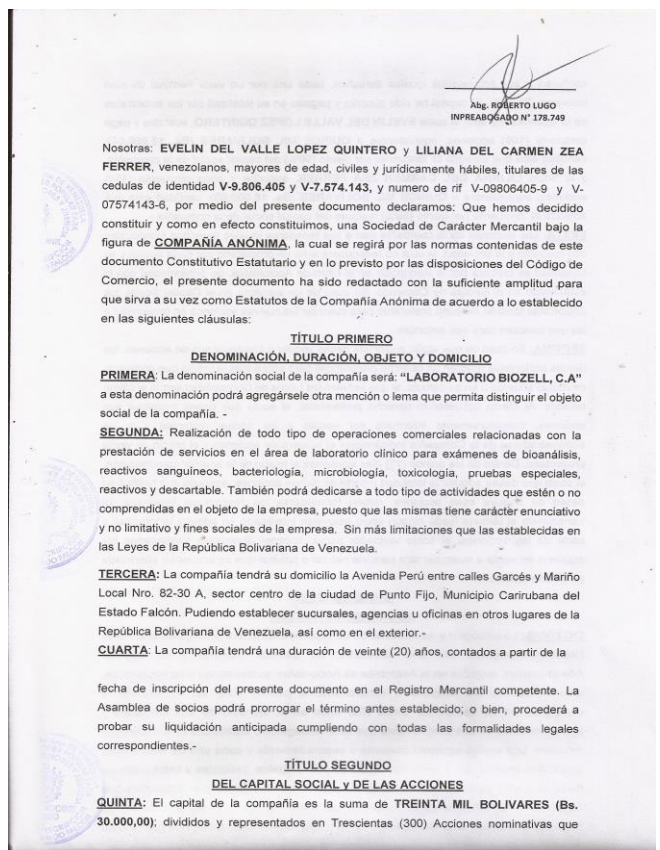 Abg. ROBERTO LUGO
INPREABOGADO N° 178.749
Nosotras: EVELIN DEL VALLE LOPEZ QUINTERO y LILIANA DEL CARMEN ZEA
FERRER, venezolanos, mayores de edad, civiles y jurídicamente hábiles, titulares de las
cedulas de identidad V-9.806.405 y V-7.574.143, y numero de rif V-09806405-9 y V-
07574143-6, por medio del presente documento declaramos: Que hemos decidido
constituir y como en efecto constituimos, una Sociedad de Carácter Mercantil bajo la
figura de COMPAÑÍA ANÓNIMA, la cual se regirá por las normas contenidas de este
documento Constitutivo Estatutario y en lo previsto por las disposiciones del Código de
Comercio, el presente documento ha sido redactado con la suficiente amplitud para
que sirva a su vez como Estatutos de la Compañía Anónima de acuerdo a lo establecido
en las siguientes cláusulas:
TÍTULO PRIMERO
DENOMINACIÓN, DURACIÓN, OBJETO Y DOMICILIO
PRIMERA: La denominación social de la compañía será: “LABORATORIO BIOZELL, C.A”
a esta denominación podrá agregársele otra mención o lema que permita distinguir el objeto
social de la compañía. -
SEGUNDA: Realización de todo tipo de operaciones comerciales relacionadas con la
prestación de servicios en el área de laboratorio clínico para exámenes de bioanálisis,
reactivos sanguíneos, bacteriología, microbiología, toxicología, pruebas especiales,
reactivos y descartable. También podrá dedicarse a todo tipo de actividades que estén o no
comprendidas en el objeto de la empresa, puesto que las mismas tiene carácter enunciativo
y no limitativo y fines sociales de la empresa. Sin más limitaciones que las establecidas en
las Leyes de la República Bolivariana de Venezuela.
TERCERA: La compañía tendrá su domicilio la Avenida Perú entre calles Garcés y Mariño
Local Nro. 82-30 A, sector centro de la ciudad de Punto Fijo, Municipio Carirubana del
Estado Falcón. Pudiendo establecer sucursales, agencias u oficinas en otros lugares de la
República Bolivariana de Venezuela, así como en el exterior.-
CUARTA: La compañía tendrá una duración de veinte (20) años, contados a partir de la
fecha de inscripción del presente documento en el Registro Mercantil competente. La
Asamblea de socios podrá prorrogar el término antes establecido; o bien, procederá a
probar su liquidación anticipada cumpliendo con todas las formalidades legales
correspondientes.-
TÍTULO SEGUNDO
DEL CAPITAL SOCIAL y DE LAS ACCIONES
QUINTA: El capital de la compañía es la suma de TREINTA MIL BOLIVARES (Bs.
30.000,00); divididos y representados en Trescientas (300) Acciones nominativas que